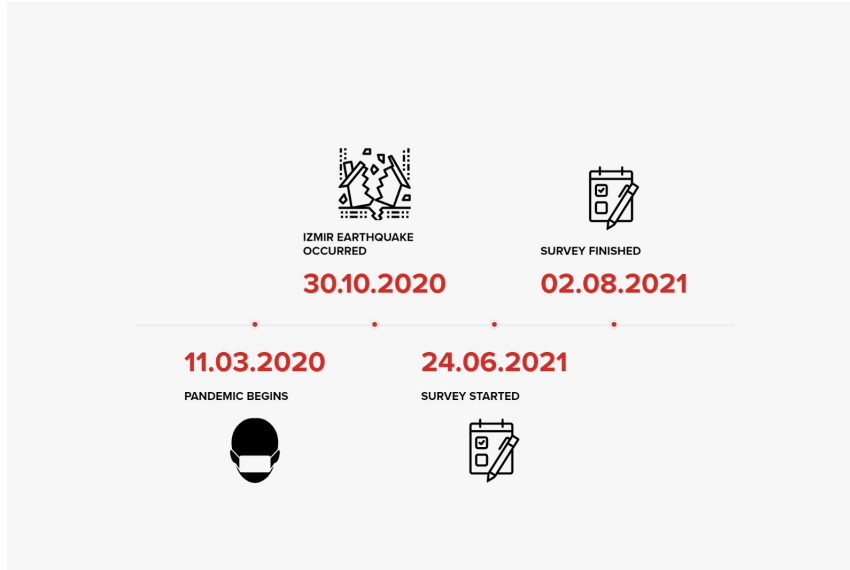 IZMIR EARTHQUAKE
OCCURRED
30.10.2020
SURVEY FINISHED
02.08.2021
11.03.2020
PANDEMIC BEGINS
24.06.2021
SURVEY STARTED